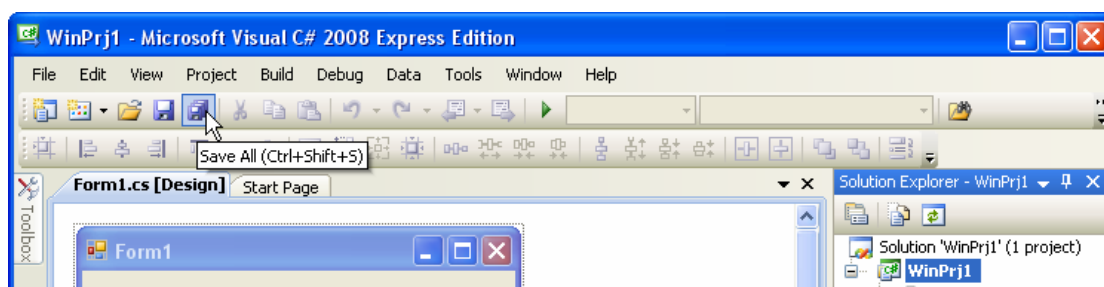 WinPrj1 - Microsoft Visual C# 2008 Express Edition
File Edit View Project Build Debug Data Tools Window Help
Save All (Ctrl+Shift+S)
Form1.cs [Design] Start Page
Solution Explorer - WinPrj1
Toolbox
Form1
Solution 'WinPrj1' (1 project)
WinPrj1